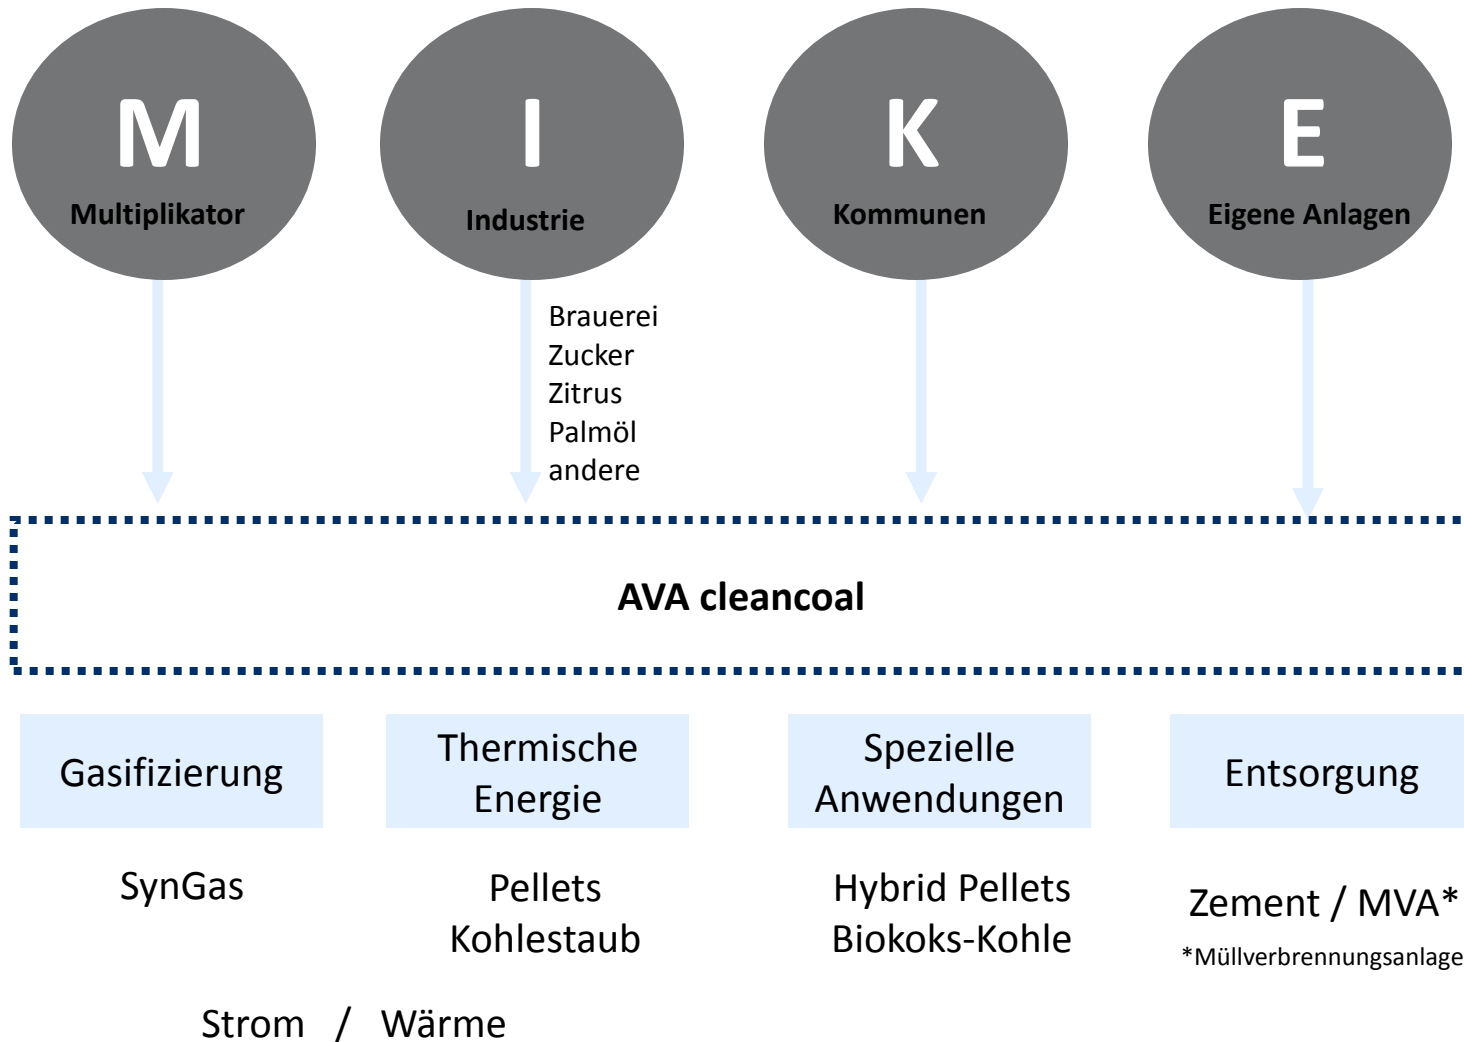 M
Multiplikator
I
Industrie
K
Kommunen
E
Eigene Anlagen
Brauerei
Zucker
Zitrus
Palmöl
andere
AVA cleancoal
Gasifizierung
Thermische
Energie
Spezielle
Anwendungen
Entsorgung
SynGas
Pellets
Kohlestaub
Hybrid Pellets
Biokoks-Kohle
Zement / MVA*
*Müllverbrennungsanlage
Strom / Wärme